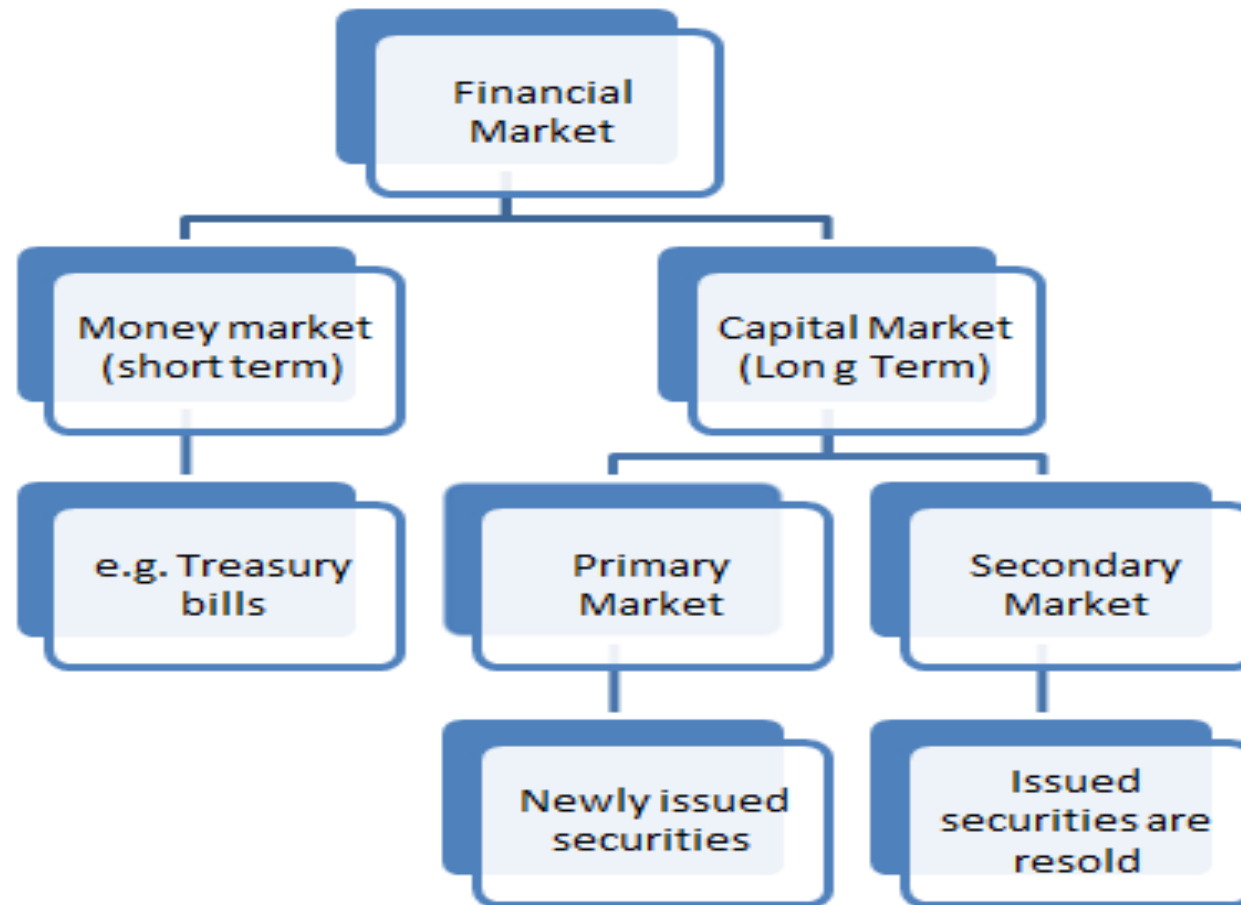 Financial
Market
Money market
(short term)
Capital Market
(Lon g Term)
e.g. Treasury
bills
Primary
Market
Secondary
Market
Newly issued
securities
Issued
securities are
resold